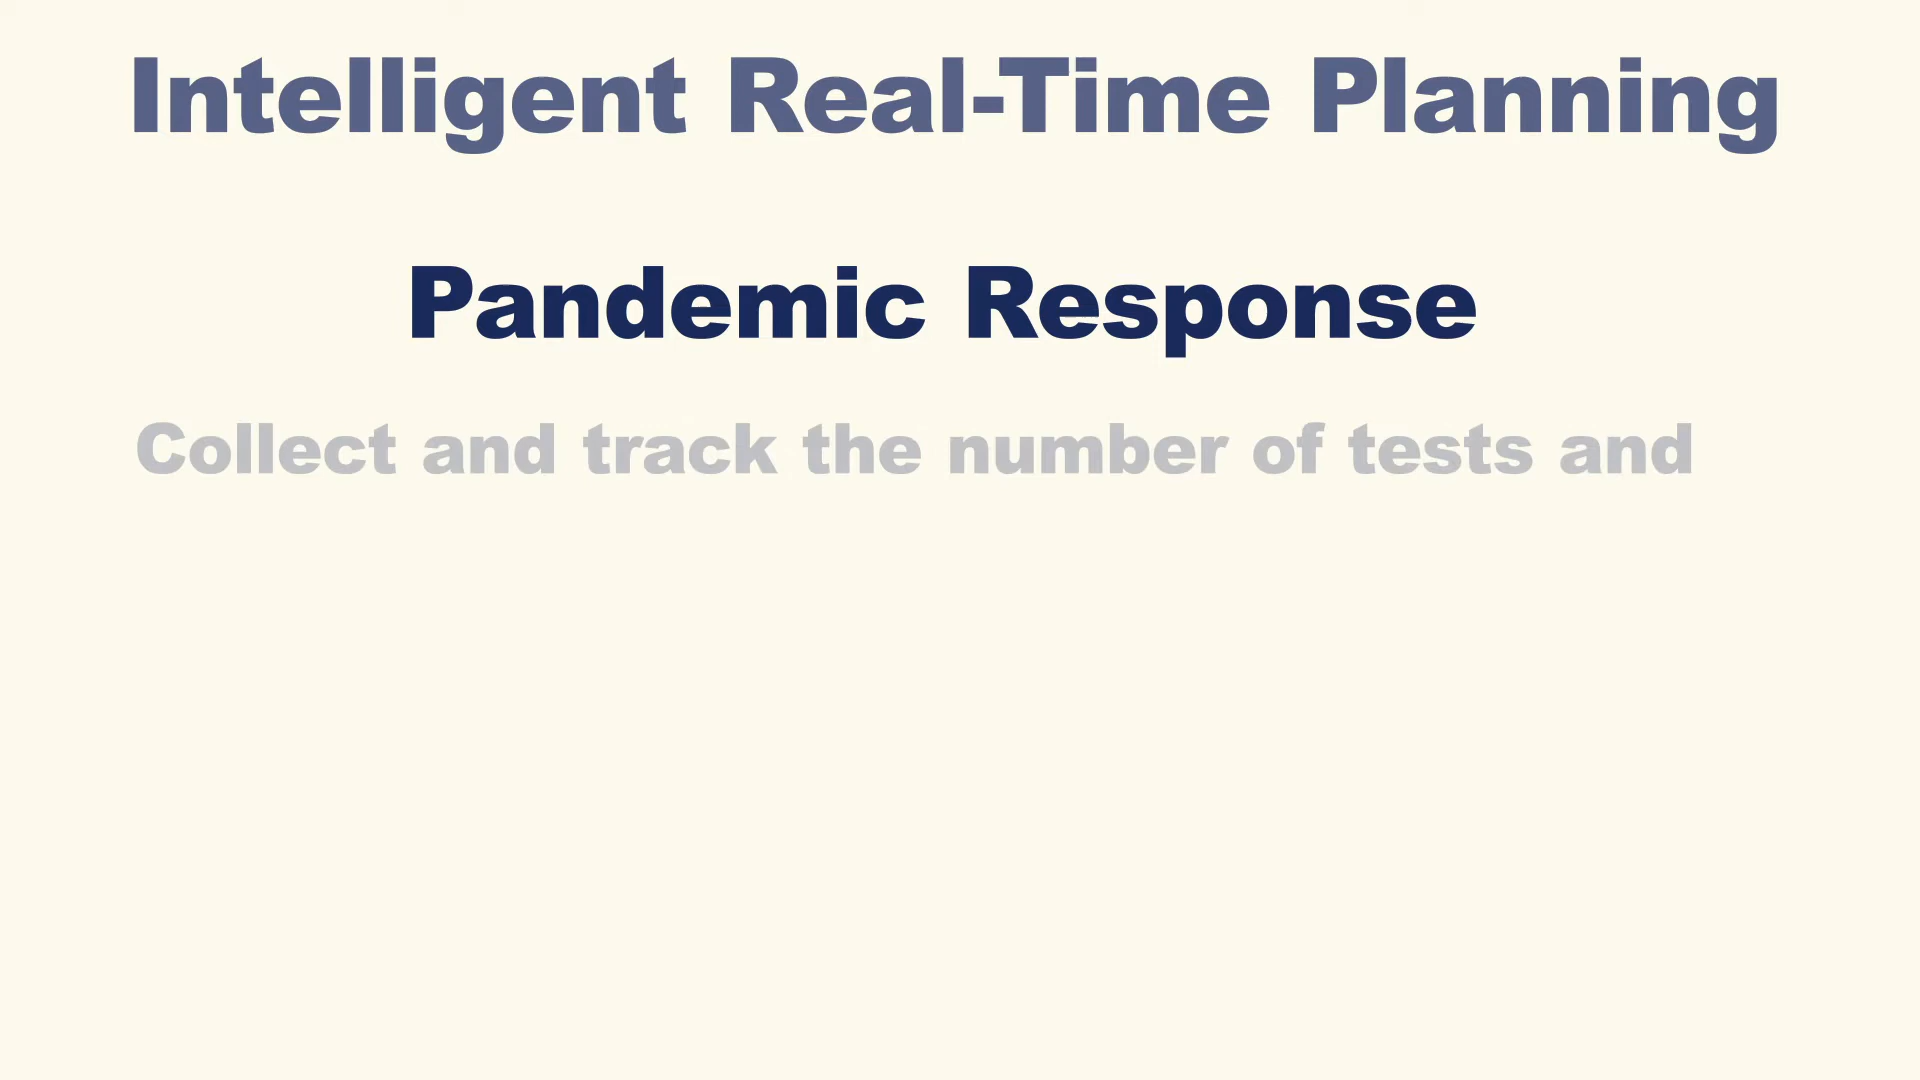 Intelligent Real-Time Planning
Pandemic Response
Collect and track the number of tests and